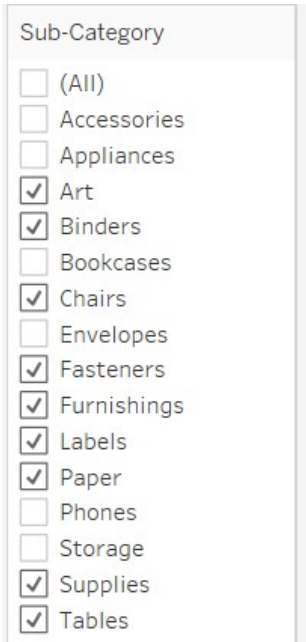 Sub-Category
(All)
Accessories
Appliances
Art
Binders
Bookcases
Chairs
Envelopes
Fasteners
Furnishings
Labels
Paper
Phones
Storage
Supplies
Tables